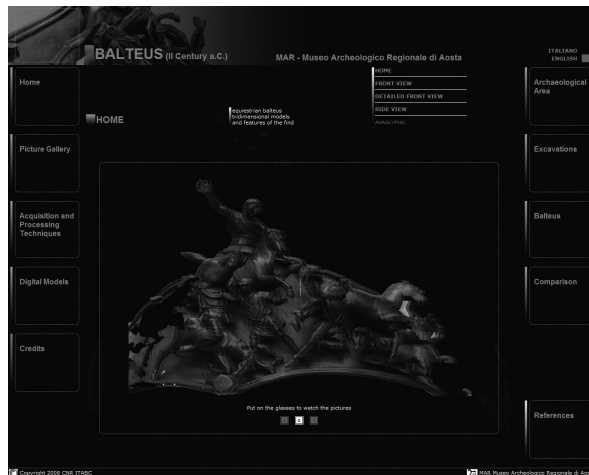 BALTEUS (II Century a.C.)
MAR - Museo Archeologico Regionale di Aosta
ITALIANO
ENGLISH
Home
Picture Gallery
Acquisition and
Processing
Techniques
Digital Models
Credits
HOME
equiestrian balteus
tridimensional models
and features of the find
HOME
FRONT VIEW
DETAILED FRONT VIEW
SIDE VIEW
ANAGLYPHIC
Put on the glasses to watch the pictures
Archaeological
Area
Excavations
Balteus
Comparison
References
Copyright 2008 CNR ITABC
MAR Museo Archeologico Regionale di Aos